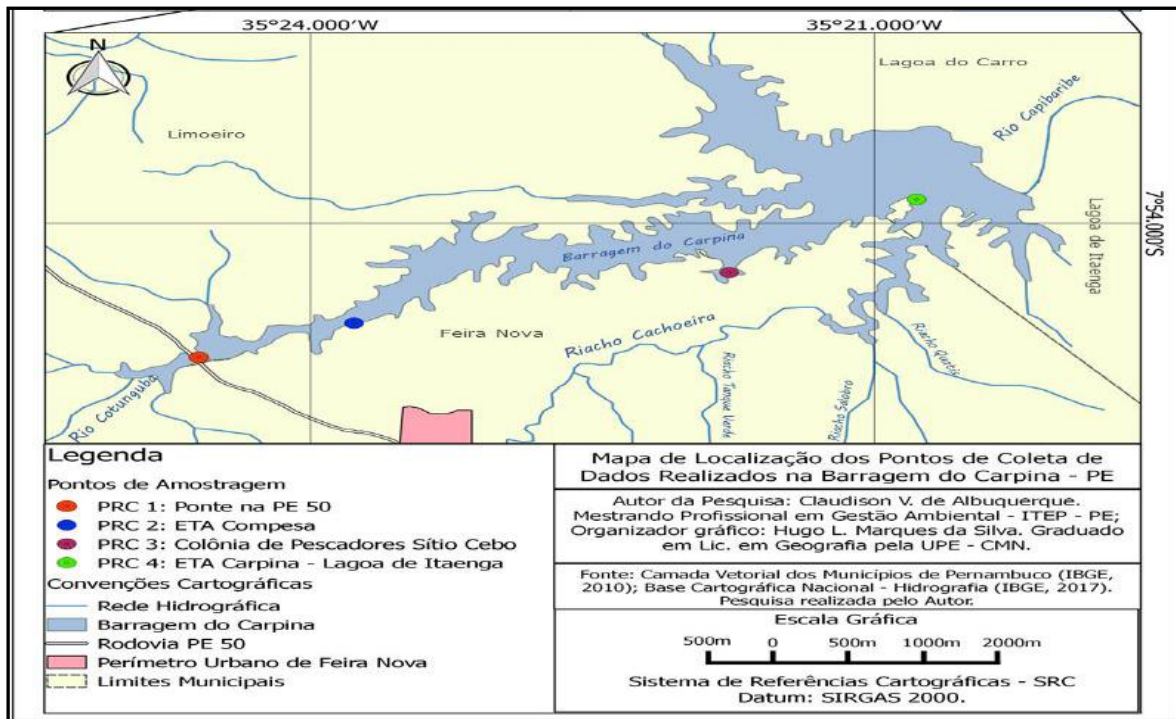 35°24.000'W
35°21.000'W
N
Lagoa do Carro
Rio Capibaribe
Limoeiro
7°54.000'S
Lagoa de Itaenga
Barragem do Carpina
Feira Nova
Riacho Cachoeira
Riacho Tanque Verde
Riacho Salobro
Rio Cotunguba
Legenda
Pontos de Amostragem
PRC 1: Ponte na PE 50
PRC 2: ETA Compesa
PRC 3: Colônia de Pescadores Sítio Cebo
PRC 4: ETA Carpina - Lagoa de Itaenga
Convenções Cartográficas
Rede Hidrográfica
Barragem do Carpina
Rodovia PE 50
Perímetro Urbano de Feira Nova
Limites Municipais
Mapa de Localização dos Pontos de Coleta de
Dados Realizados na Barragem do Carpina - PE
Autor da Pesquisa: Claudison V. de Albuquerque.
Mestrando Profissional em Gestão Ambiental - ITEP - PE;
Organizador gráfico: Hugo L. Marques da Silva. Graduado
em Lic. em Geografia pela UPE - CMN.
Fonte: Camada Vetorial dos Municípios de Pernambuco (IBGE,
2010); Base Cartográfica Nacional - Hidrografia (IBGE, 2017).
Pesquisa realizada pelo Autor.
Escala Gráfica
500m 0 500m 1000m 2000m
Sistema de Referências Cartográficas - SRC
Datum: SIRGAS 2000.